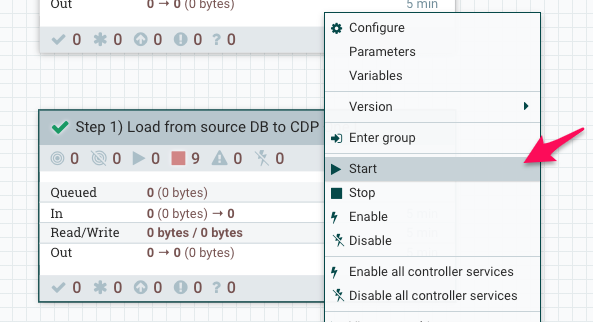 Out 0 → 0 (0 bytes) 5 min
0 0 0 0 ? 0
Configure
Parameters
Variables
Version
Enter group
Start
Stop
Enable
Disable
Enable all controller services
Disable all controller services
Step 1) Load from source DB to CDP
0 0 0 9 0 0
Queued 0 (0 bytes)
In 0 (0 bytes) → 0
Read/Write 0 bytes / 0 bytes
Out 0 → 0 (0 bytes)
0 0 0 0 ? 0